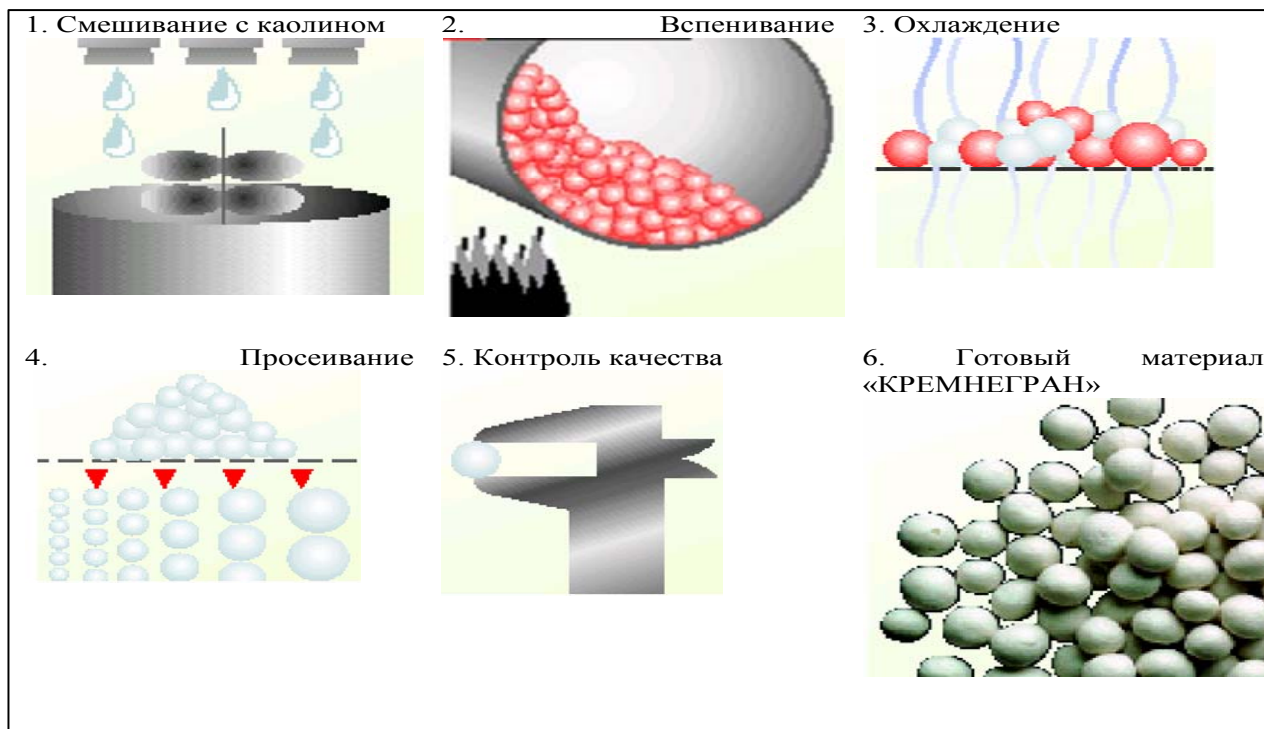 1. Смешивание с каолином
2. Вспенивание
3. Охлаждение
4. Просеивание
5. Контроль качества
6. Готовый материал
«КРЕМНЕГРАН»